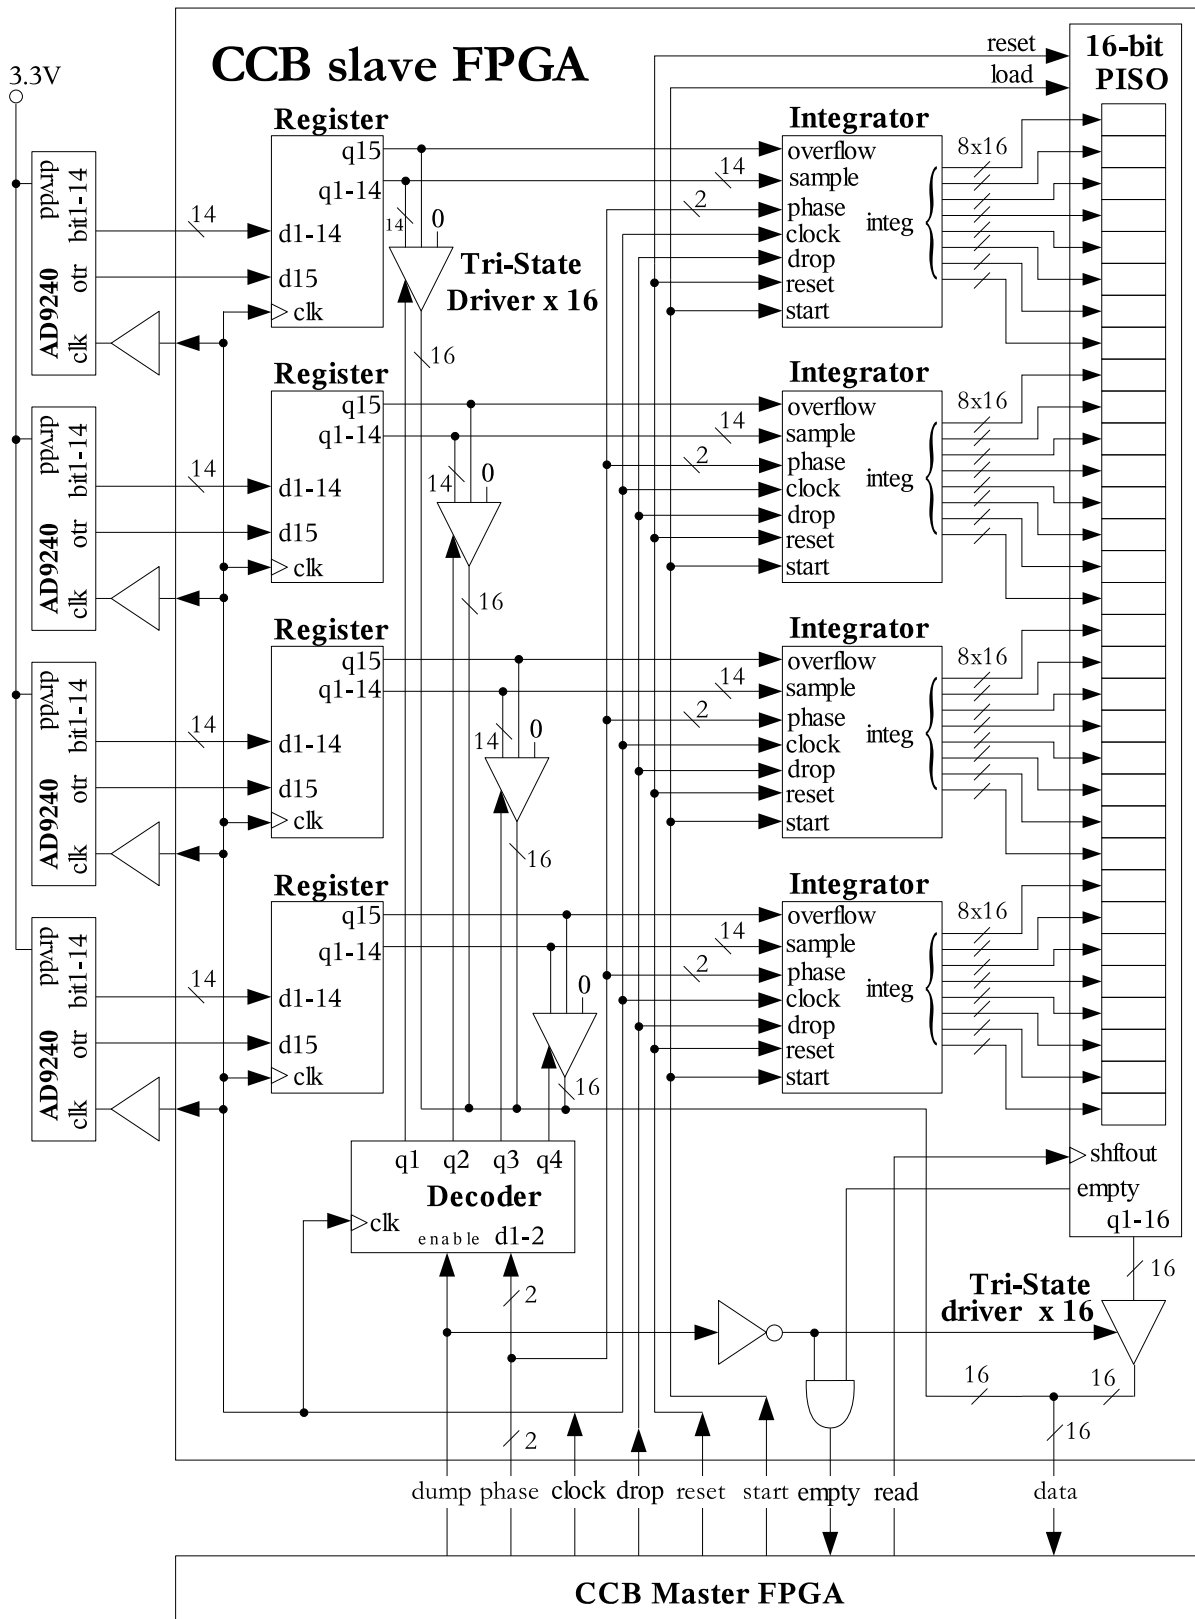 CCB slave FPGA
3.3V
reset
load
16-bit
PISO
AD9240
drvdd
bit1-14
otr
clk
14
Register
q15
q1-14
d1-14
d15
clk
14
0
Tri-State
Driver x 16
16
14
2
Integrator
overflow
sample
phase
clock
drop
reset
start
integ
8x16
AD9240
drvdd
bit1-14
otr
clk
14
Register
q15
q1-14
d1-14
d15
clk
14
0
16
14
2
Integrator
overflow
sample
phase
clock
drop
reset
start
integ
8x16
AD9240
drvdd
bit1-14
otr
clk
14
Register
q15
q1-14
d1-14
d15
clk
14
0
16
14
2
Integrator
overflow
sample
phase
clock
drop
reset
start
integ
8x16
AD9240
drvdd
bit1-14
otr
clk
14
Register
q15
q1-14
d1-14
d15
clk
0
16
14
2
Integrator
overflow
sample
phase
clock
drop
reset
start
integ
8x16
q1 q2 q3 q4
Decoder
clk
enable d1-2
2
shftout
empty
q1-16
16
Tri-State
driver x 16
16
16
2
16
dump phase clock drop reset start empty read data
CCB Master FPGA